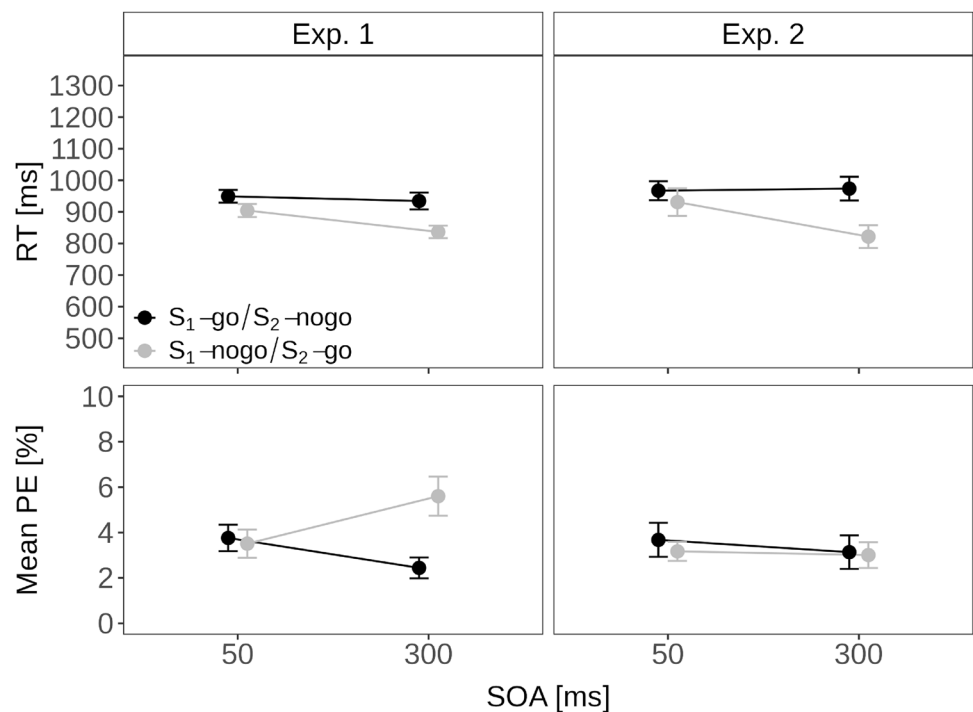 Exp. 1
Exp. 2
RT [ms]
1300
1200
1100
1000
900
800
700
600
500
S₁–go/S₂–nogo
S₁–nogo/S₂–go
Mean PE [%]
10
8
6
4
2
0
50
300
50
300
SOA [ms]